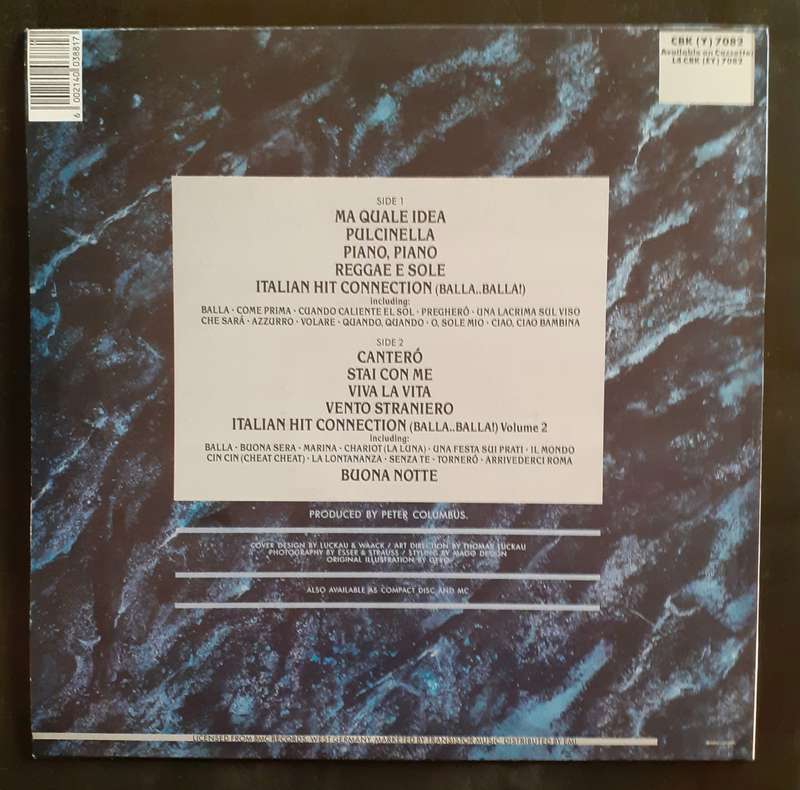 6 002140 038817
CBK (Y) 7082
Available on Cassette:
L4 CBK (EY) 7082
SIDE 1
MA QUALE IDEA
PULCINELLA
PIANO, PIANO
REGGAE E SOLE
ITALIAN HIT CONNECTION (BALLA..BALLA!)
including:
BALLA · COME PRIMA · CUANDO CALIENTE EL SOL · PREGHERÓ · UNA LACRIMA SUL VISO
CHE SARÁ · AZZURRO · VOLARE · QUANDO, QUANDO · O, SOLE MIO · CIAO, CIAO BAMBINA
SIDE 2
CANTERÓ
STAI CON ME
VIVA LA VITA
VENTO STRANIERO
ITALIAN HIT CONNECTION (BALLA..BALLA!) Volume 2
including:
BALLA · BUONA SERA · MARINA · CHARIOT (LA LUNA) · UNA FESTA SUI PRATI · IL MONDO
CIN CIN (CHEAT CHEAT) · LA LONTANANZA · SENZA TE · TORNERÓ · ARRIVEDERCI ROMA
BUONA NOTTE
PRODUCED BY PETER COLUMBUS.
COVER DESIGN BY LUCKAU & WAACK / ART DIRECTION BY THOMAS LUCKAU
PHOTOGRAPHY BY ESSER & STRAUSS / STYLING BY MAGO DESIGN
ORIGINAL ILLUSTRATION BY
ALSO AVAILABLE AS COMPACT DISC AND MC
LICENSED FROM BMC RECORDS, WEST GERMANY. MARKETED BY TRANSISTOR MUSIC. DISTRIBUTED BY EMI.